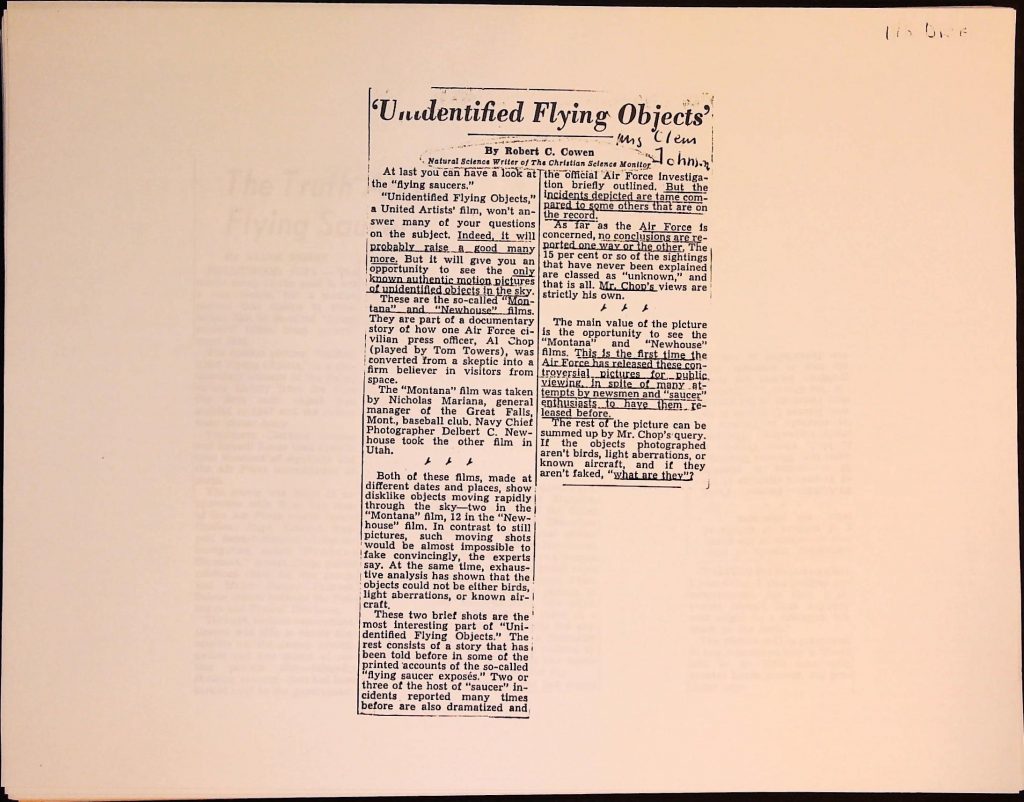 'Unidentified Flying Objects'
Mrs Clem
Johnson
By Robert C. Cowen
Natural Science Writer of The Christian Science Monitor
At last you can have a look at
the "flying saucers."
"Unidentified Flying Objects,"
a United Artists' film, won't an-
swer many of your questions
on the subject. Indeed, it will
probably raise a good many
more. But it will give you an
opportunity to see the only
known authentic motion pictures
of unidentified objects in the sky.
These are the so-called "Mon-
tana" and "Newhouse" films.
They are part of a documentary
story of how one Air Force ci-
vilian press officer, Al Chop
(played by Tom Towers), was
converted from a skeptic into a
firm believer in visitors from
space.
The "Montana" film was taken
by Nicholas Mariana, general
manager of the Great Falls,
Mont., baseball club. Navy Chief
Photographer Delbert C. New-
house took the other film in
Utah.
Both of these films, made at
different dates and places, show
disklike objects moving rapidly
through the sky—two in the
"Montana" film, 12 in the "New-
house" film. In contrast to still
pictures, such moving shots
would be almost impossible to
fake convincingly, the experts
say. At the same time, exhaus-
tive analysis has shown that the
objects could not be either birds,
light aberrations, or known air-
craft.
These two brief shots are the
most interesting part of "Uni-
dentified Flying Objects." The
rest consists of a story that has
been told before in some of the
printed accounts of the so-called
"flying saucer exposés." Two or
three of the host of "saucer" in-
cidents reported many times
before are also dramatized and
the official Air Force investiga-
tion briefly outlined. But the
incidents depicted are tame com-
pared to some others that are on
the record.
As far as the Air Force is
concerned, no conclusions are re-
ported one way or the other. The
15 per cent or so of the sightings
that have never been explained
are classed as "unknown," and
that is all. Mr. Chop's views are
strictly his own.
The main value of the picture
is the opportunity to see the
"Montana" and "Newhouse"
films. This is the first time the
Air Force has released these con-
troversial pictures for public
viewing, in spite of many at-
tempts by newsmen and "saucer"
enthusiasts to have them re-
leased before.
The rest of the picture can be
summed up by Mr. Chop's query.
If the objects photographed
aren't birds, light aberrations, or
known aircraft, and if they
aren't faked, "what are they"?
The Truth
Flying Sau